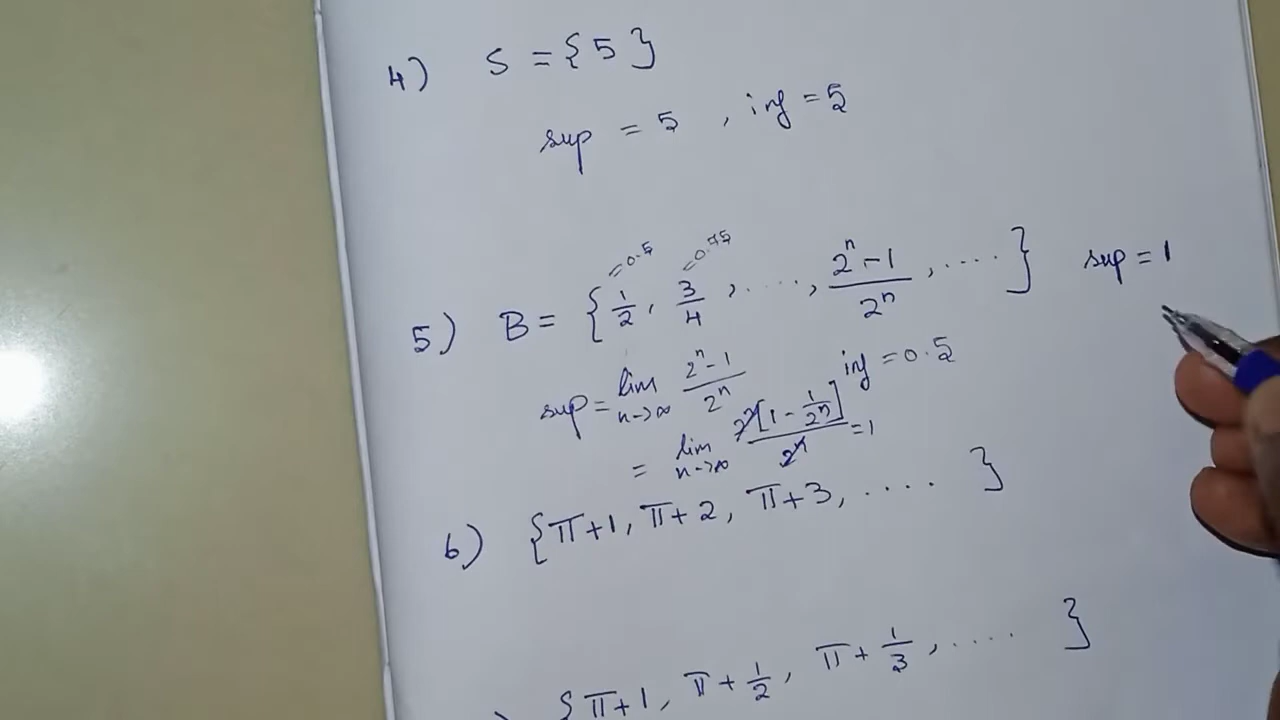 4) S = {5}
sup = 5 , inf = 5
=0.5 =0.75
5) B = { 1/2, 3/4, ...., (2^n - 1)/2^n, .... } sup = 1
sup = lim n→∞ (2^n - 1)/2^n inf = 0.5
= lim n→∞ 2^n[1 - 1/2^n]/2^n = 1
6) {π+1, π+2, π+3, .... }
{π+1, π+1/2, π+1/3, .... }